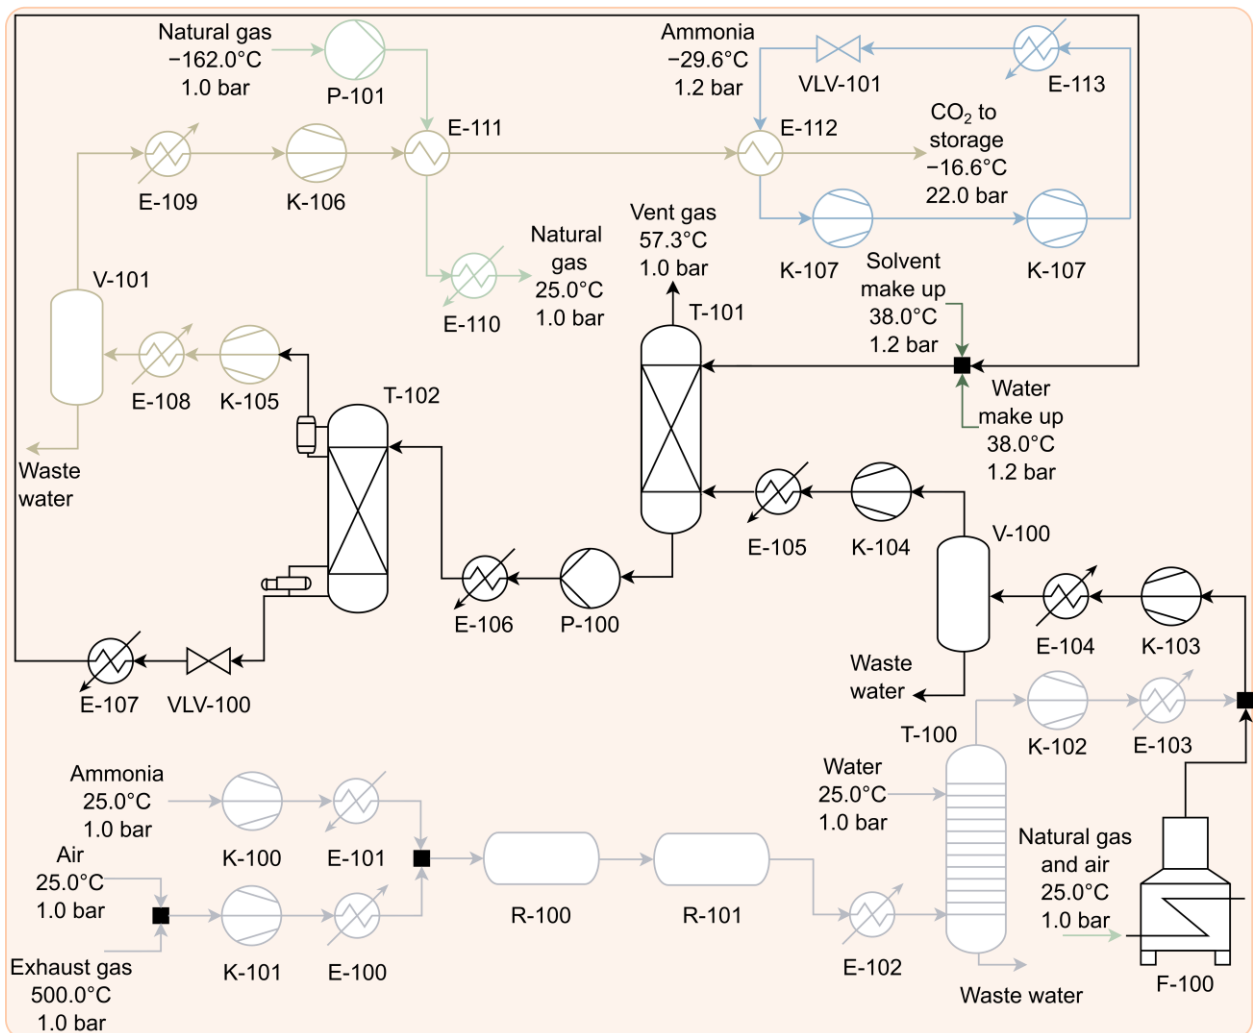 Natural gas
−162.0°C
1.0 bar
P-101
Ammonia
−29.6°C
1.2 bar
VLV-101
E-113
E-111
E-112
CO₂ to
storage
−16.6°C
22.0 bar
E-109
K-106
Vent gas
57.3°C
1.0 bar
K-107
K-107
Natural
gas
25.0°C
1.0 bar
E-110
V-101
Solvent
make up
38.0°C
1.2 bar
T-101
E-108
K-105
T-102
Water
make up
38.0°C
1.2 bar
Waste
water
E-105
K-104
V-100
E-106
P-100
E-104
K-103
Waste
water
E-107
VLV-100
T-100
K-102
E-103
Ammonia
25.0°C
1.0 bar
K-100
E-101
Water
25.0°C
1.0 bar
Air
25.0°C
1.0 bar
Natural gas
and air
25.0°C
1.0 bar
R-100
R-101
Exhaust gas
500.0°C
1.0 bar
K-101
E-100
E-102
Waste water
F-100